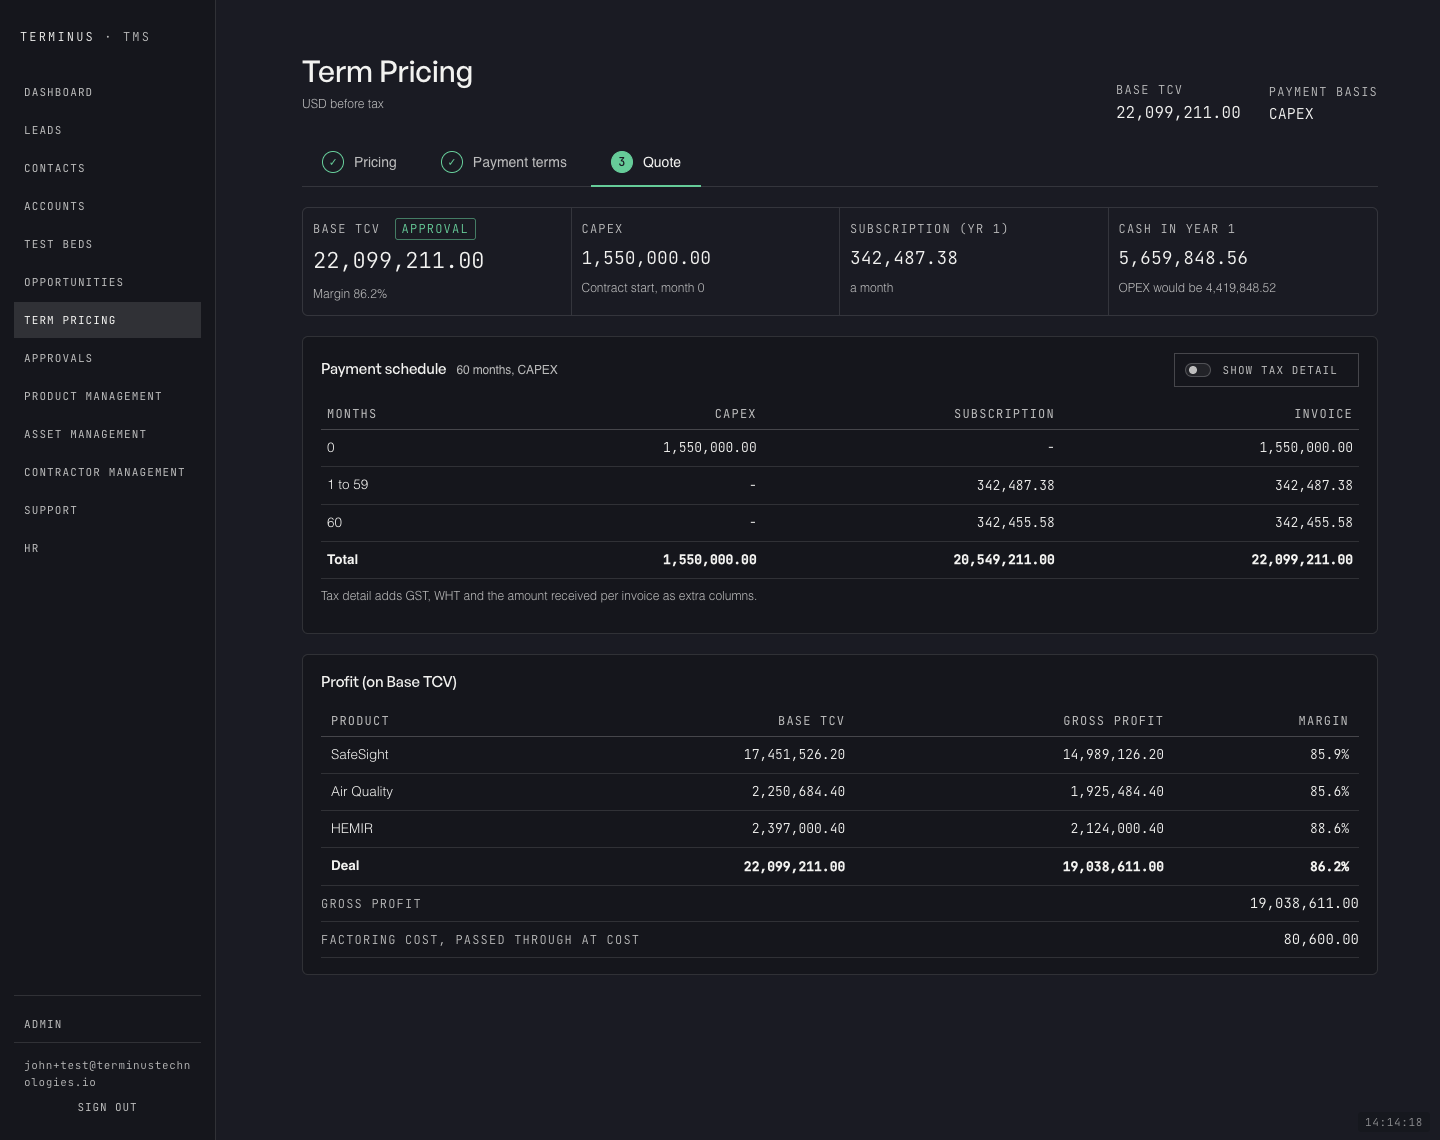 TERMINUS · TMS
DASHBOARD
LEADS
CONTACTS
ACCOUNTS
TEST BEDS
OPPORTUNITIES
TERM PRICING
APPROVALS
PRODUCT MANAGEMENT
ASSET MANAGEMENT
CONTRACTOR MANAGEMENT
SUPPORT
HR
ADMIN
john+test@terminustechn
ologies.io
SIGN OUT
Term Pricing
USD before tax
BASE TCV PAYMENT BASIS
22,099,211.00 CAPEX
✓ Pricing ✓ Payment terms 3 Quote
BASE TCV APPROVAL CAPEX SUBSCRIPTION (YR 1) CASH IN YEAR 1
22,099,211.00 1,550,000.00 342,487.38 5,659,848.56
Margin 86.2% Contract start, month 0 a month OPEX would be 4,419,848.52
Payment schedule 60 months, CAPEX SHOW TAX DETAIL
MONTHS CAPEX SUBSCRIPTION INVOICE
0 1,550,000.00 - 1,550,000.00
1 to 59 - 342,487.38 342,487.38
60 - 342,455.58 342,455.58
Total 1,550,000.00 20,549,211.00 22,099,211.00
Tax detail adds GST, WHT and the amount received per invoice as extra columns.
Profit (on Base TCV)
PRODUCT BASE TCV GROSS PROFIT MARGIN
SafeSight 17,451,526.20 14,989,126.20 85.9%
Air Quality 2,250,684.40 1,925,484.40 85.6%
HEMIR 2,397,000.40 2,124,000.40 88.6%
Deal 22,099,211.00 19,038,611.00 86.2%
GROSS PROFIT 19,038,611.00
FACTORING COST, PASSED THROUGH AT COST 80,600.00
14:14:18